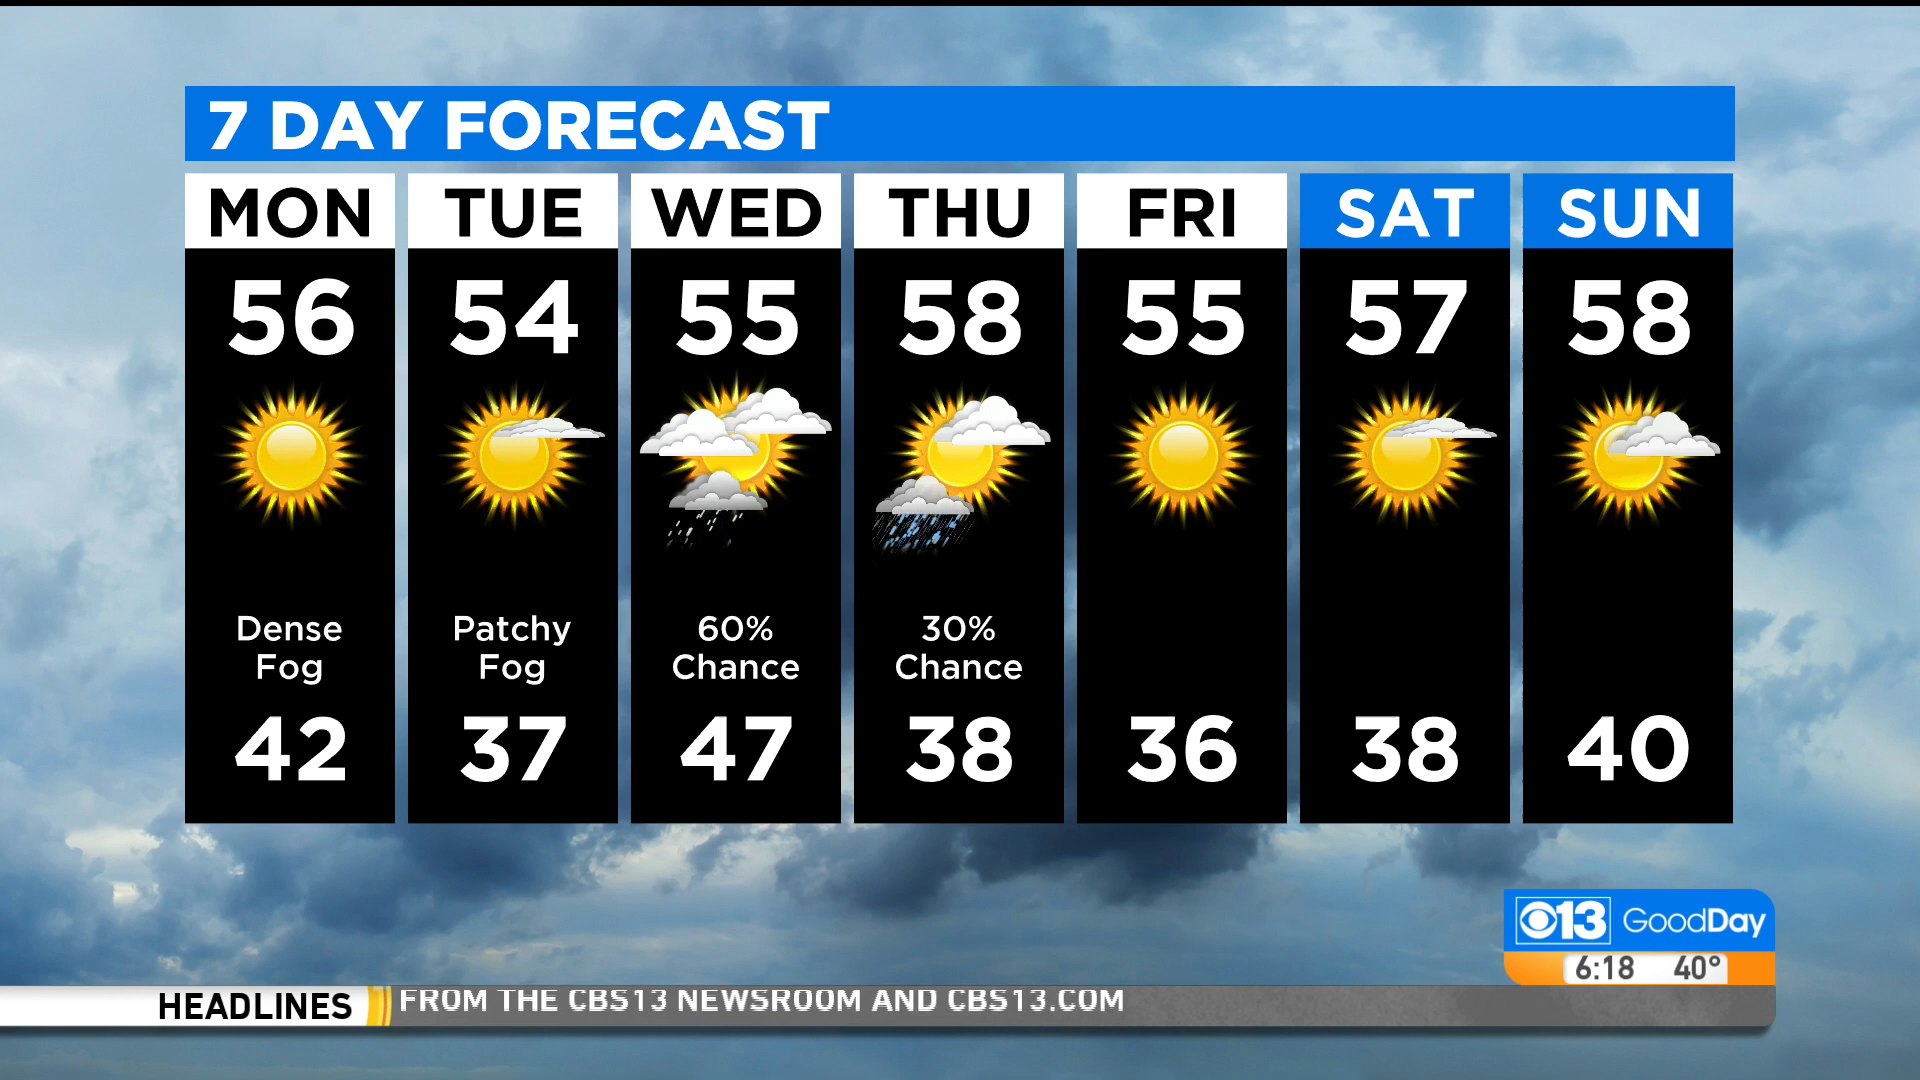 7 DAY FORECAST
MON TUE WED THU FRI SAT SUN
56 54 55 58 55 57 58
Dense Patchy 60% 30%
Fog Fog Chance Chance
42 37 47 38 36 38 40
13 GoodDay
6:18 40°
HEADLINES FROM THE CBS13 NEWSROOM AND CBS13.COM